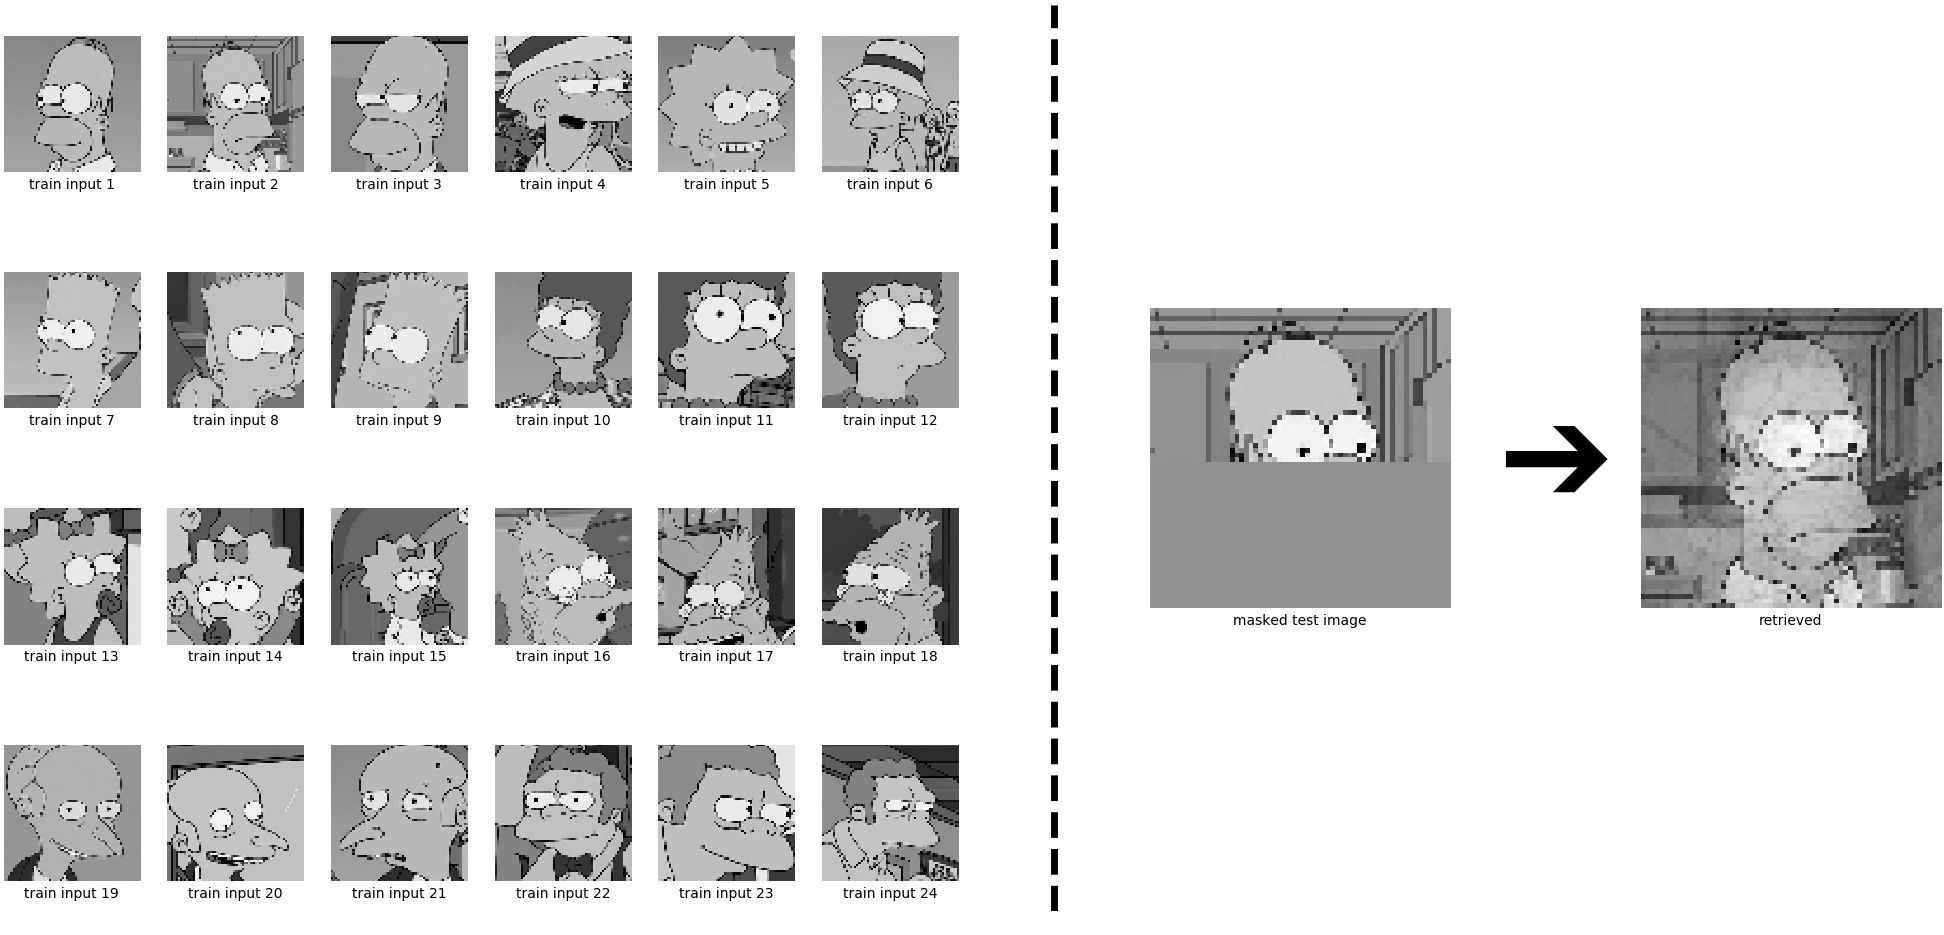 train input 1
train input 2
train input 3
train input 4
train input 5
train input 6
train input 7
train input 8
train input 9
train input 10
train input 11
train input 12
train input 13
train input 14
train input 15
train input 16
train input 17
train input 18
train input 19
train input 20
train input 21
train input 22
train input 23
train input 24
masked test image
retrieved